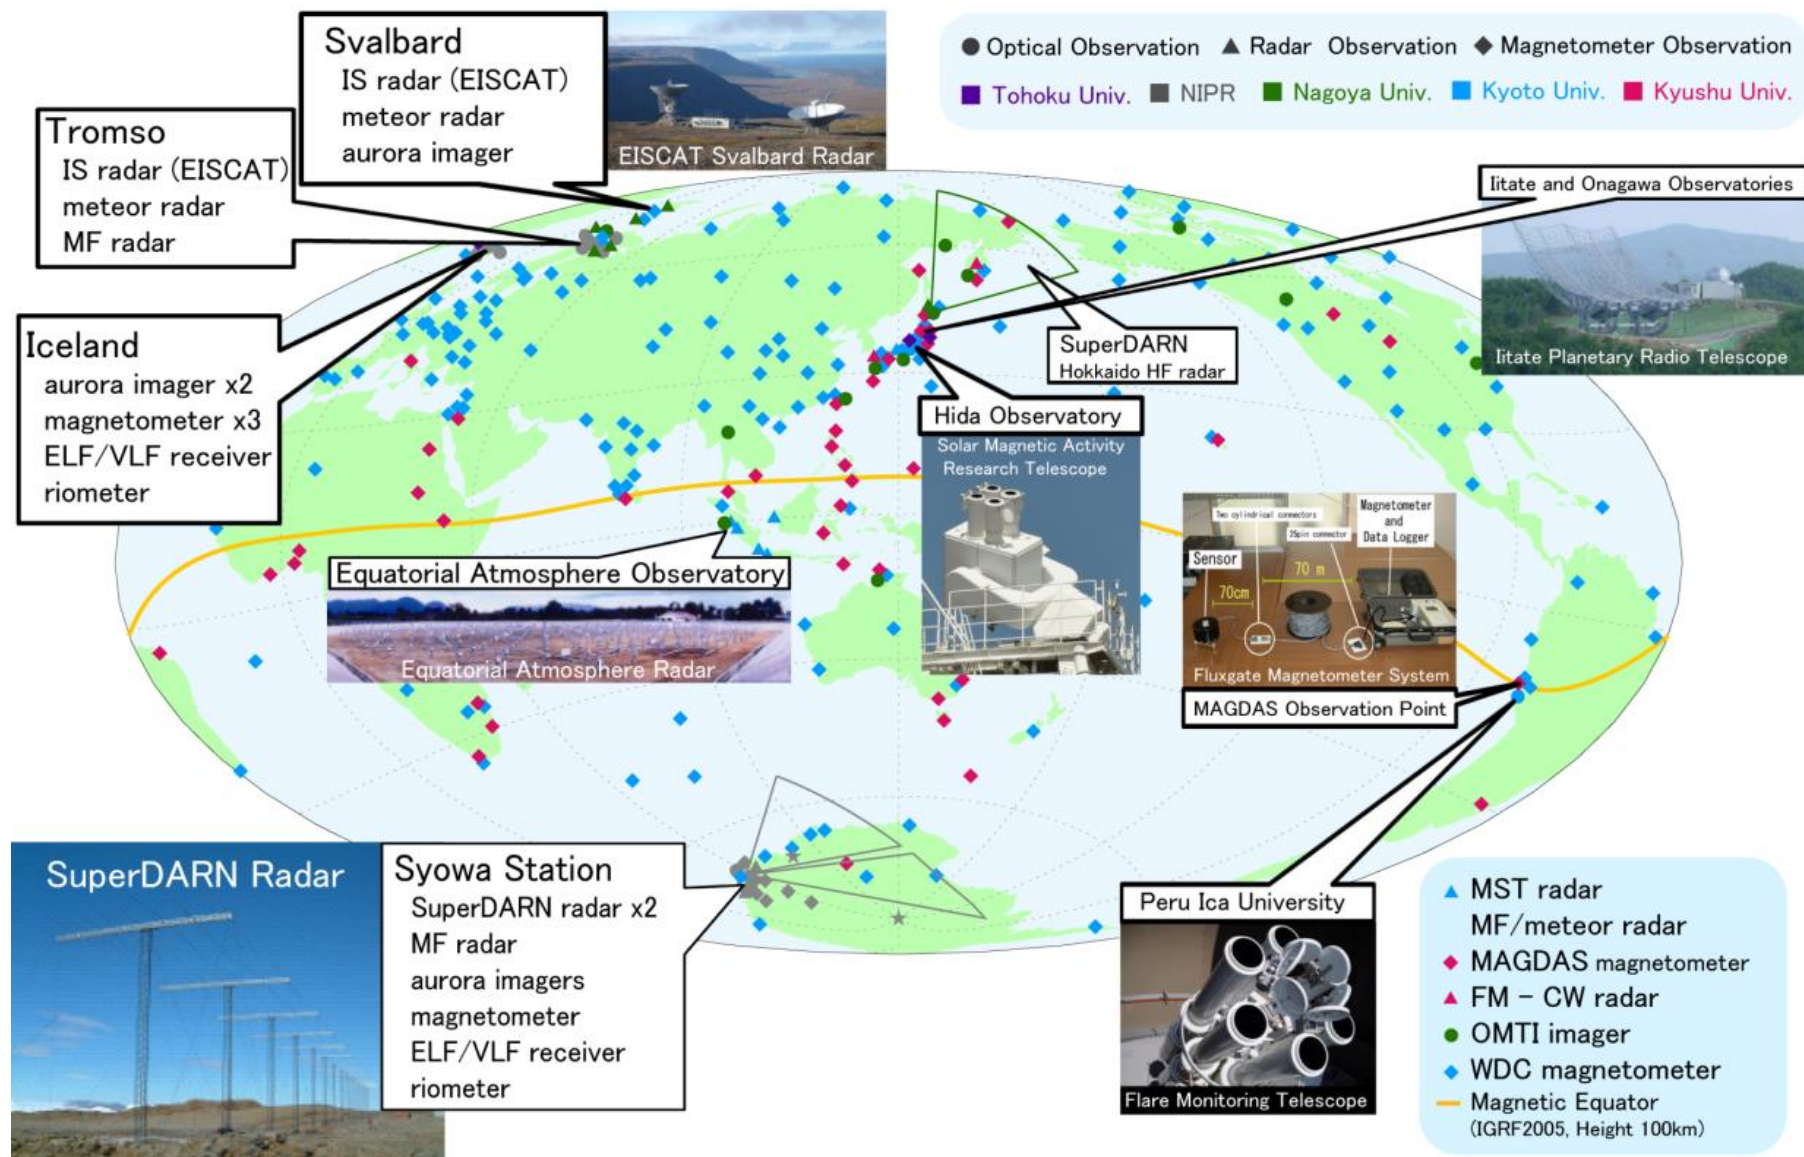 Svalbard
IS radar (EISCAT)
meteor radar
aurora imager
EISCAT Svalbard Radar
● Optical Observation ▲ Radar Observation ◆ Magnetometer Observation
■ Tohoku Univ. ■ NIPR ■ Nagoya Univ. ■ Kyoto Univ. ■ Kyushu Univ.
Tromso
IS radar (EISCAT)
meteor radar
MF radar
Iitate and Onagawa Observatories
Iitate Planetary Radio Telescope
Iceland
aurora imager x2
magnetometer x3
ELF/VLF receiver
riometer
SuperDARN
Hokkaido HF radar
Hida Observatory
Solar Magnetic Activity
Research Telescope
Equatorial Atmosphere Observatory
Equatorial Atmosphere Radar
Two cylindrical connectors
25pin connector
Magnetometer
and
Data Logger
Sensor
70 m
70cm
Fluxgate Magnetometer System
MAGDAS Observation Point
SuperDARN Radar
Syowa Station
SuperDARN radar x2
MF radar
aurora imagers
magnetometer
ELF/VLF receiver
riometer
Peru Ica University
Flare Monitoring Telescope
MST radar
MF/meteor radar
MAGDAS magnetometer
FM - CW radar
OMTI imager
WDC magnetometer
Magnetic Equator
(IGRF2005, Height 100km)